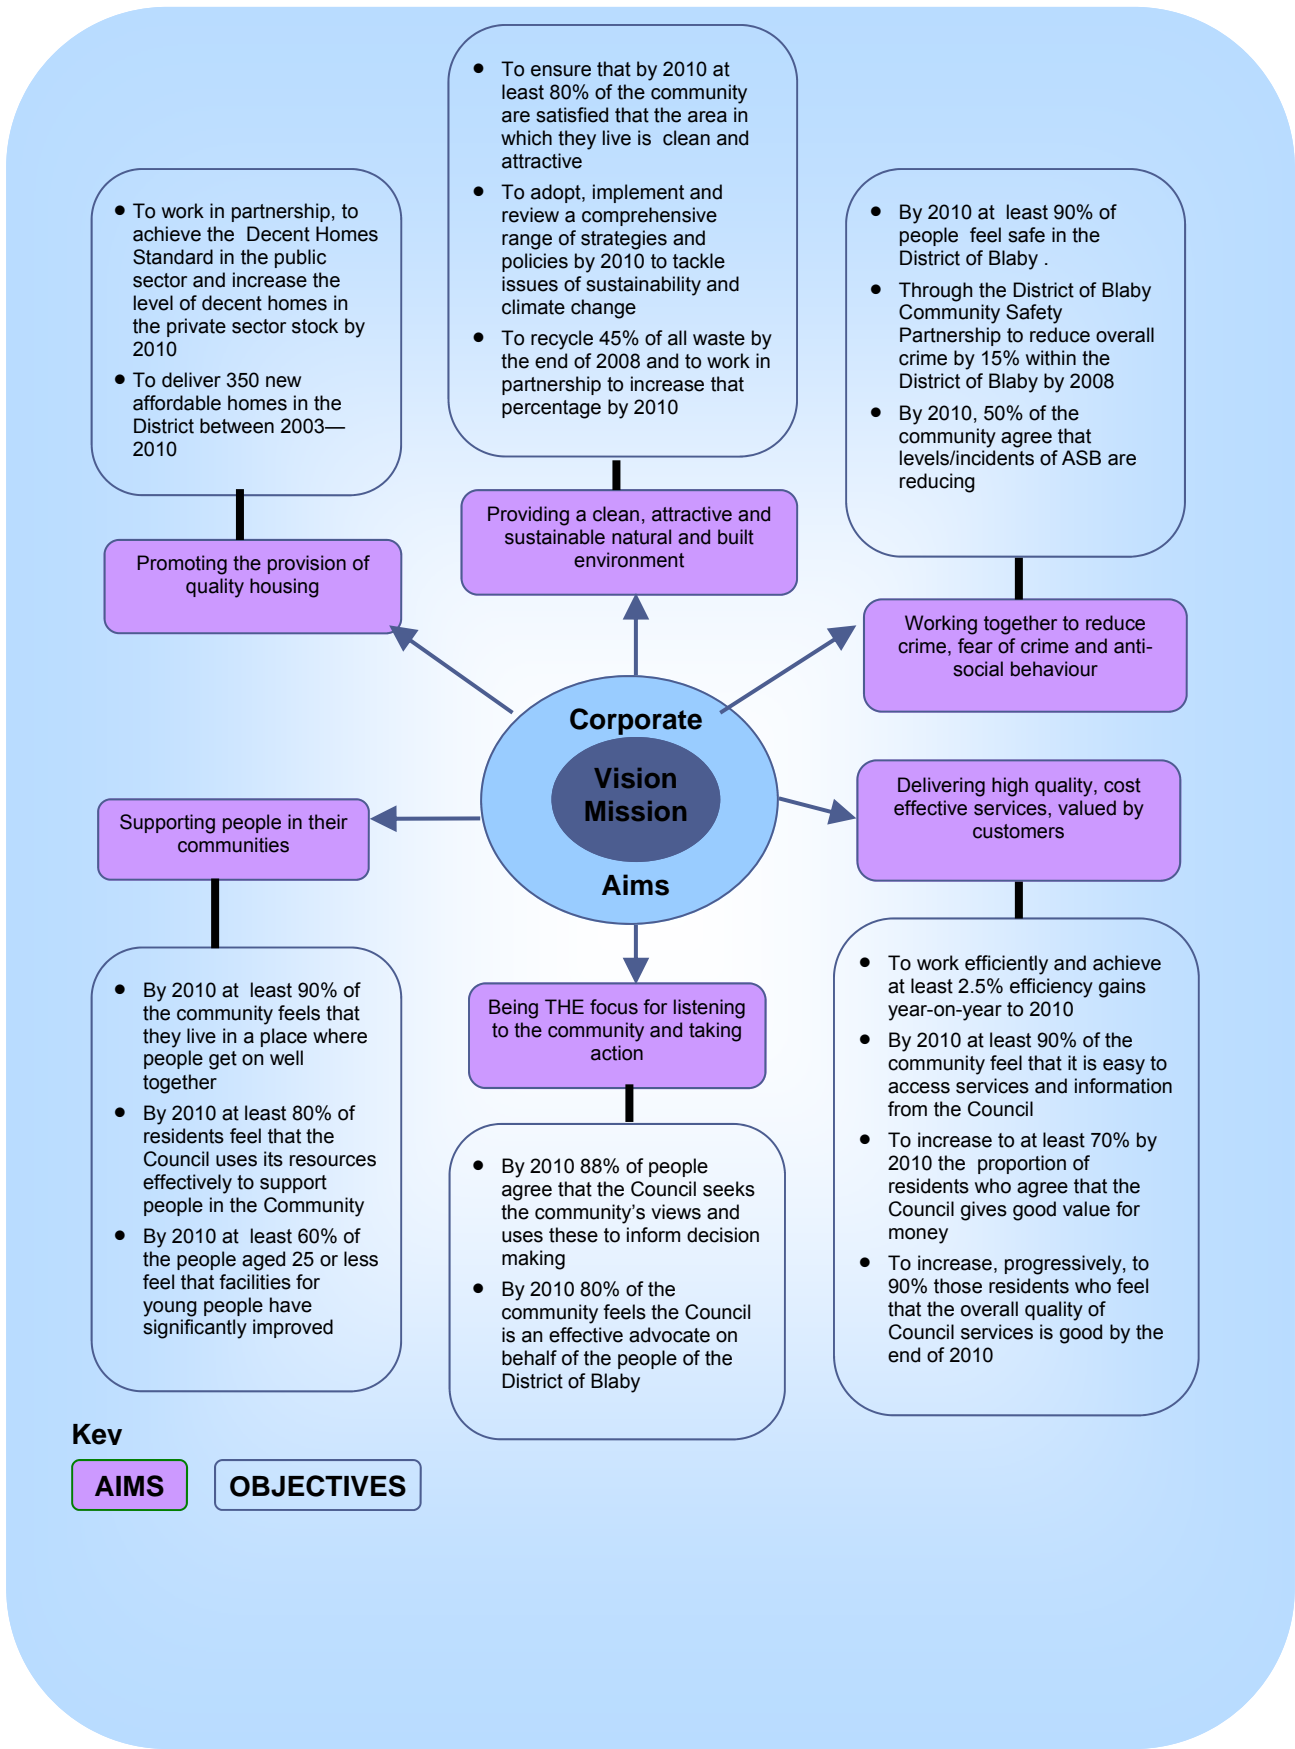 ● To ensure that by 2010 at
least 80% of the community
are satisfied that the area in
which they live is clean and
attractive
● To adopt, implement and
review a comprehensive
range of strategies and
policies by 2010 to tackle
issues of sustainability and
climate change
● To recycle 45% of all waste by
the end of 2008 and to work in
partnership to increase that
percentage by 2010
● To work in partnership, to
achieve the Decent Homes
Standard in the public
sector and increase the
level of decent homes in
the private sector stock by
2010
● To deliver 350 new
affordable homes in the
District between 2003—
2010
● By 2010 at least 90% of
people feel safe in the
District of Blaby .
● Through the District of Blaby
Community Safety
Partnership to reduce overall
crime by 15% within the
District of Blaby by 2008
● By 2010, 50% of the
community agree that
levels/incidents of ASB are
reducing
Promoting the provision of
quality housing
Providing a clean, attractive and
sustainable natural and built
environment
Working together to reduce
crime, fear of crime and anti-
social behaviour
Corporate
Vision
Mission
Aims
Supporting people in their
communities
Delivering high quality, cost
effective services, valued by
customers
Being THE focus for listening
to the community and taking
action
● By 2010 at least 90% of
the community feels that
they live in a place where
people get on well
together
● By 2010 at least 80% of
residents feel that the
Council uses its resources
effectively to support
people in the Community
● By 2010 at least 60% of
the people aged 25 or less
feel that facilities for
young people have
significantly improved
● By 2010 88% of people
agree that the Council seeks
the community’s views and
uses these to inform decision
making
● By 2010 80% of the
community feels the Council
is an effective advocate on
behalf of the people of the
District of Blaby
● To work efficiently and achieve
at least 2.5% efficiency gains
year-on-year to 2010
● By 2010 at least 90% of the
community feel that it is easy to
access services and information
from the Council
● To increase to at least 70% by
2010 the proportion of
residents who agree that the
Council gives good value for
money
● To increase, progressively, to
90% those residents who feel
that the overall quality of
Council services is good by the
end of 2010
Key
AIMS
OBJECTIVES